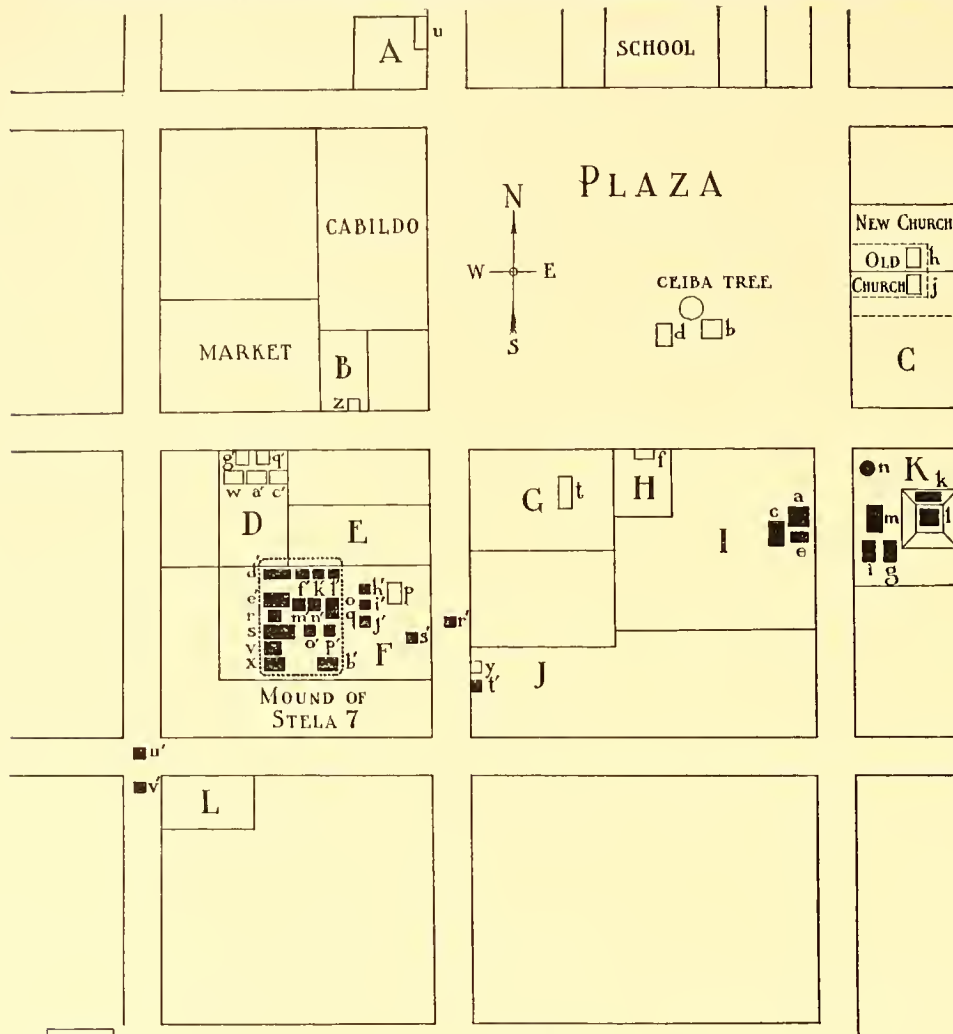 A
u
SCHOOL
PLAZA
N
W E
S
CABILDO
MARKET
B
z
CEIBA TREE
d b
NEW CHURCH
OLD h
CHURCH j
C
g' q'
w a' c'
D
E
d'
f' k' l'
e'
m' n'
r
s
o' p'
v
x
b'
o
q
h'
i'
j'
p
s'
F
r'
MOUND OF
STELA 7
G
t
f
H
I
a
c
e
y
t'
J
n
K
k
m
l
i g
u'
v'
L